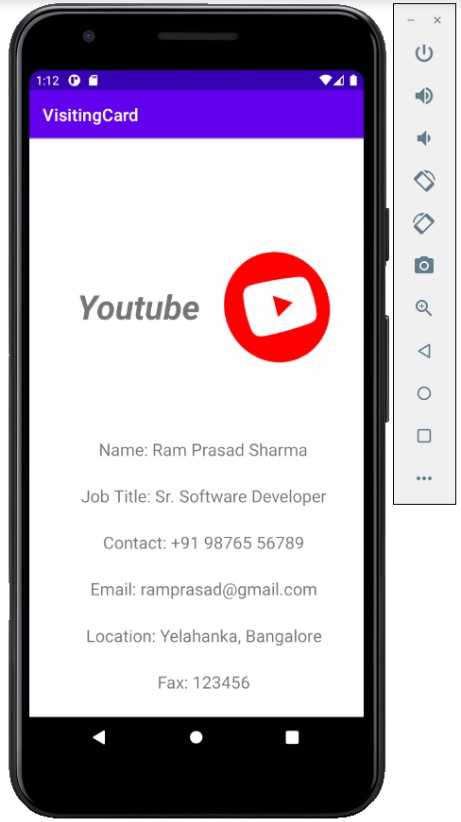 1:12
VisitingCard
Youtube
Name: Ram Prasad Sharma
Job Title: Sr. Software Developer
Contact: +91 98765 56789
Email: ramprasad@gmail.com
Location: Yelahanka, Bangalore
Fax: 123456